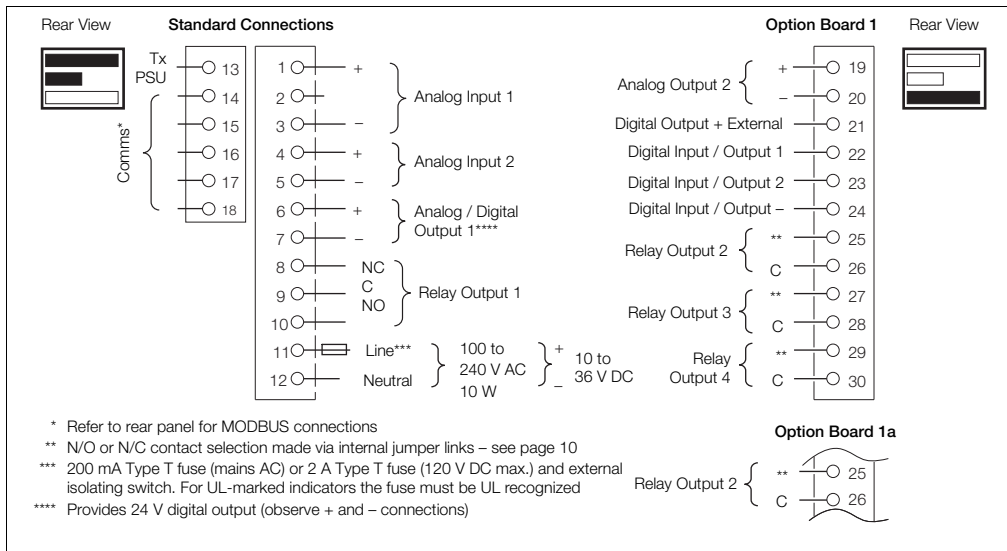 Rear View
Standard Connections
Option Board 1
Rear View
Tx
PSU
13
14
15
16
17
18
Comms*
1 +
2
3 –
Analog Input 1
4 +
5 –
Analog Input 2
6 +
7 –
Analog / Digital
Output 1****
8 NC
9 C
10 NO
Relay Output 1
11 Line***
12 Neutral
100 to
240 V AC
10 W
+
–
10 to
36 V DC
Analog Output 2
+ 19
– 20
Digital Output + External 21
Digital Input / Output 1 22
Digital Input / Output 2 23
Digital Input / Output – 24
Relay Output 2
** 25
C 26
Relay Output 3
** 27
C 28
Relay
Output 4
** 29
C 30
* Refer to rear panel for MODBUS connections
** N/O or N/C contact selection made via internal jumper links – see page 10
*** 200 mA Type T fuse (mains AC) or 2 A Type T fuse (120 V DC max.) and external
isolating switch. For UL-marked indicators the fuse must be UL recognized
**** Provides 24 V digital output (observe + and – connections)
Option Board 1a
Relay Output 2
** 25
C 26